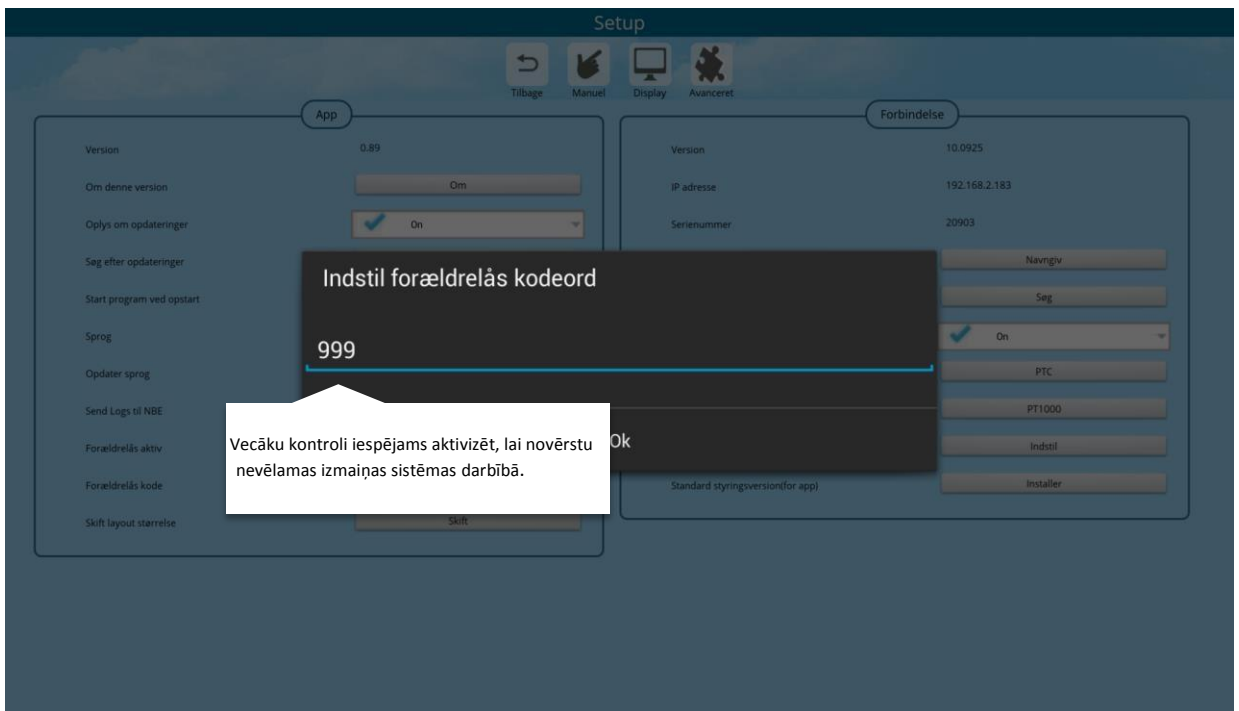 Setup
Tilbage
Manuel
Display
Avanceret
App
Version
0.89
Om denne version
Om
Oplys om opdateringer
On
Søg efter opdateringer
Start program ved opstart
Sprog
Opdater sprog
Send Logs til NBE
Forældrelås aktiv
Forældrelås kode
Skift layout størrelse
Skift
Forbindelse
Version
10.0925
IP adresse
192.168.2.183
Serienummer
20903
Navngiv
Søg
On
PTC
PT1000
Indstil
Standard styringsversion(for app)
Installer
Indstil forældrelås kodeord
999
Ok
Vecāku kontroli iespējams aktivizēt, lai novērstu
nevēlamas izmaiņas sistēmas darbībā.